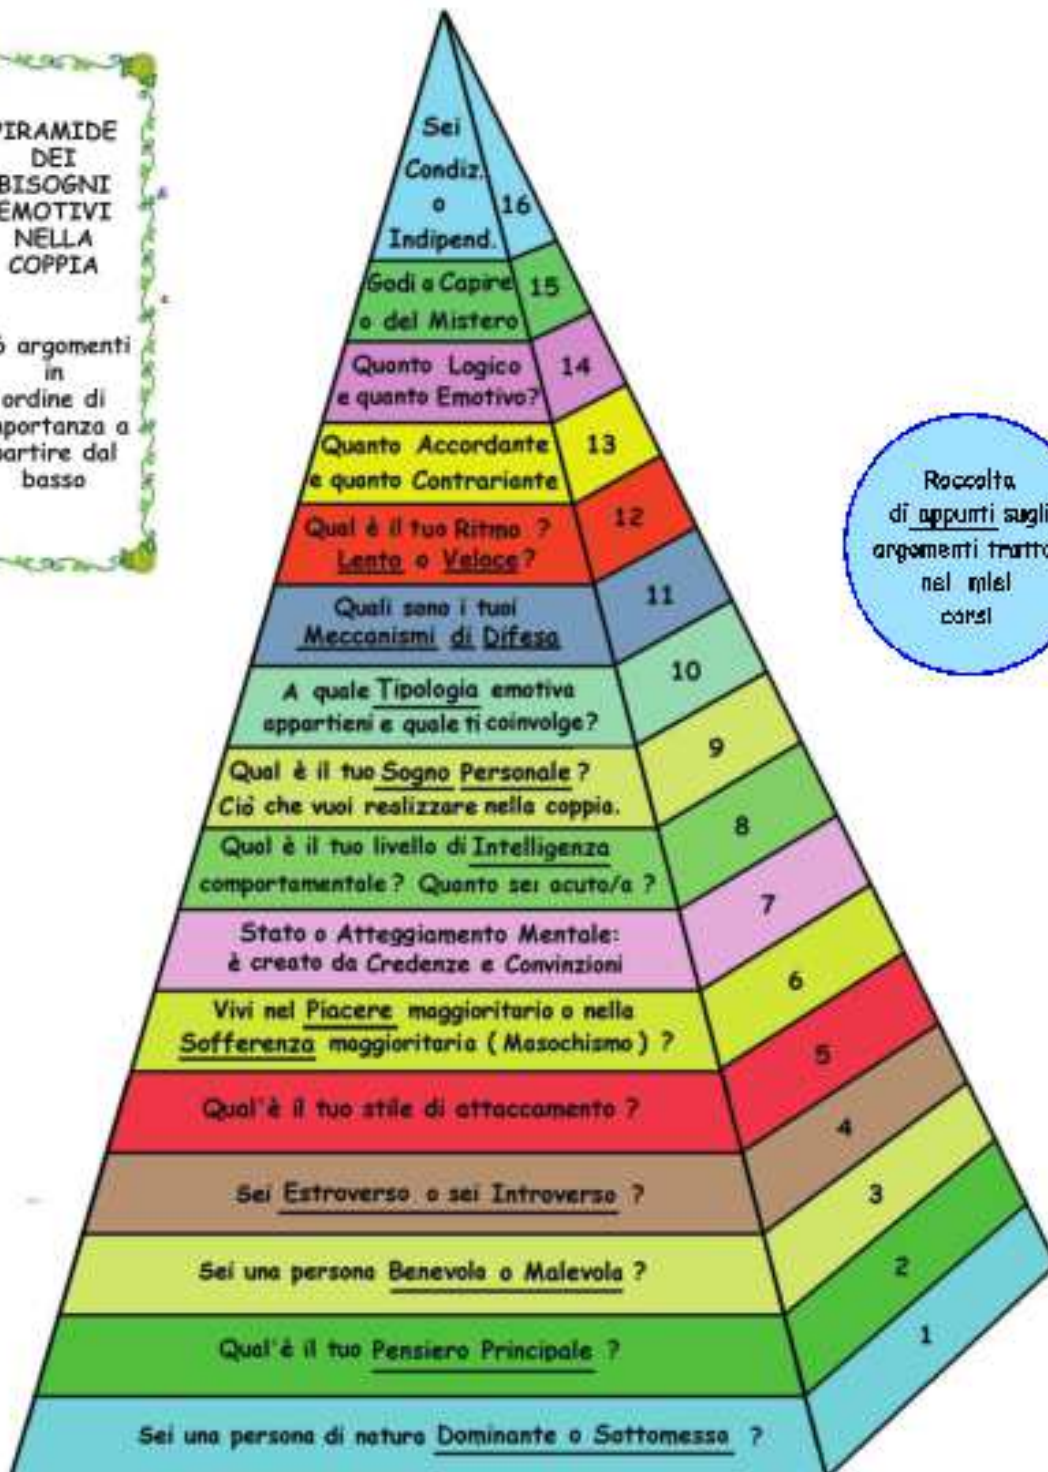 PIRAMIDE
DEI
BISOGNI
EMOTIVI
NELLA
COPPIA
6 argomenti
in
ordine di
mportanza a
partire dal
basso
Sei
Condiz.
o
Indipend.
16
Godi a Capire
o del Mistero
15
Quanto Logico
e quanto Emotivo?
14
Quanto Accordante
e quanto Contrariante
13
Qual è il tuo Ritmo ?
Lento o Veloce ?
12
Quali sono i tuoi
Meccanismi di Difesa
11
A quale Tipologia emotiva
appartieni e quale ti coinvolge?
10
Qual è il tuo Sogno Personale ?
Ciò che vuoi realizzare nella coppia.
9
Qual è il tuo livello di Intelligenza
comportamentale ? Quanto sei acuto/a ?
8
Stato o Atteggiamento Mentale:
è creato da Credenze e Convinzioni
7
Vivi nel Piacere maggioritario o nella
Sofferenza maggioritaria ( Masochismo ) ?
6
Qual'è il tuo stile di attaccamento ?
5
Sei Estroverso o sei Introverso ?
4
Sei una persona Benevola o Malevola ?
3
Qual'è il tuo Pensiero Principale ?
2
Sei una persona di natura Dominante o Sottomessa ?
1
Raccolta
di appunti sugli
argomenti tratta
nei miei
corsi